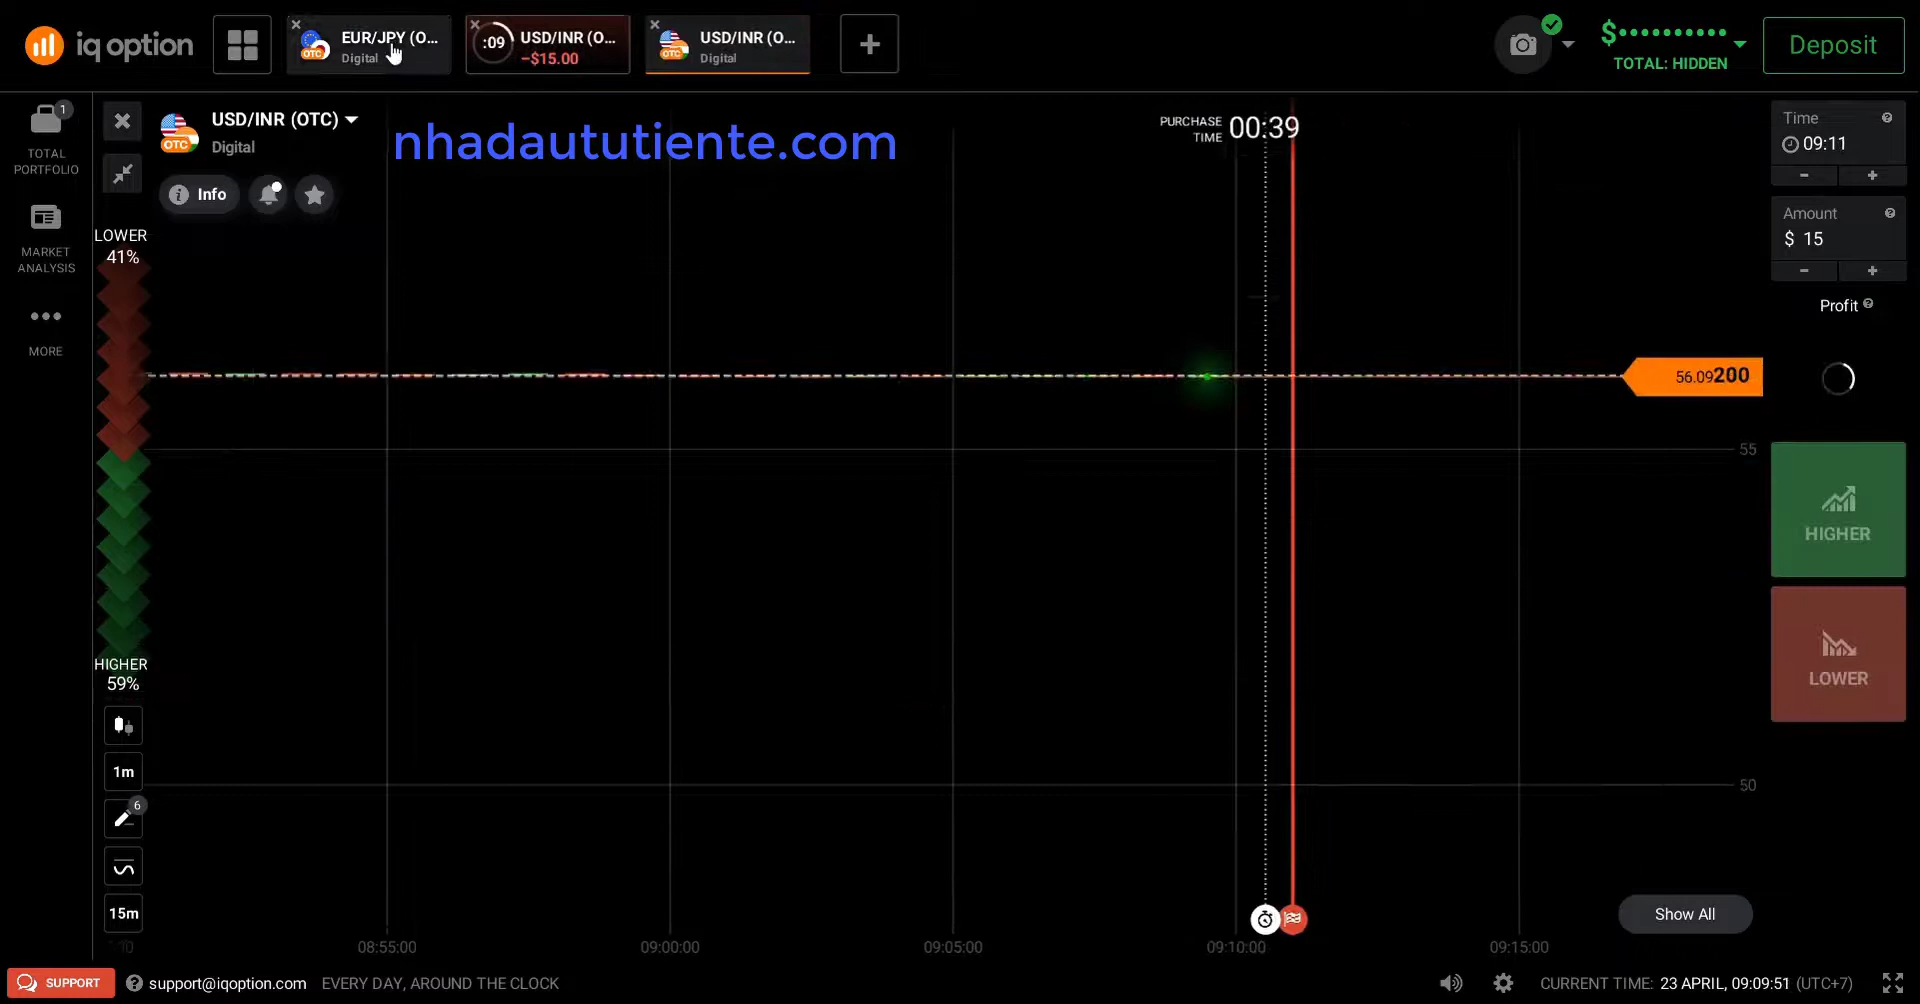 iq option
EUR/JPY (O...
Digital
:09
USD/INR (O...
-$15.00
USD/INR (O...
Digital
$••••••••••
TOTAL: HIDDEN
Deposit
1
TOTAL
PORTFOLIO
MARKET
ANALYSIS
MORE
USD/INR (OTC)
Digital
Info
nhadaututiente.com
PURCHASE
TIME
00:39
LOWER
41%
HIGHER
59%
1m
6
15m
56.09200
55
50
Time
09:11
- +
Amount
$ 15
- +
Profit
HIGHER
LOWER
Show All
08:55:00
09:00:00
09:05:00
09:10:00
09:15:00
SUPPORT
support@iqoption.com
EVERY DAY, AROUND THE CLOCK
CURRENT TIME: 23 APRIL, 09:09:51 (UTC+7)